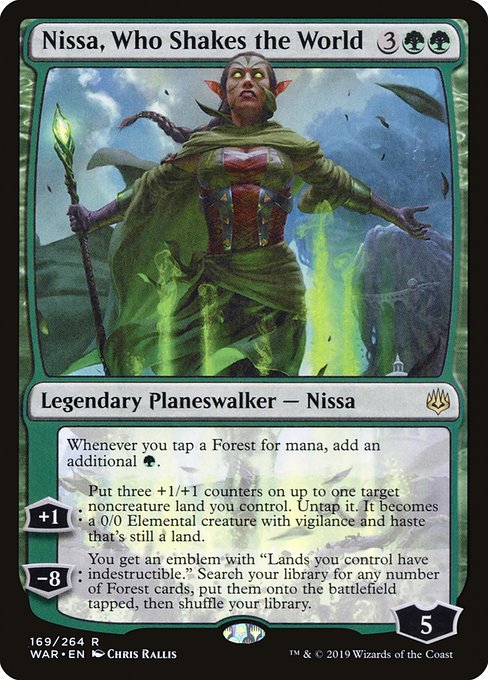 Nissa, Who Shakes the World 3
Legendary Planeswalker — Nissa
Whenever you tap a Forest for mana, add an
additional .
+1: Put three +1/+1 counters on up to one target
noncreature land you control. Untap it. It becomes
a 0/0 Elemental creature with vigilance and haste
that's still a land.
−8: You get an emblem with “Lands you control have
indestructible.” Search your library for any number
of Forest cards, put them onto the battlefield
tapped, then shuffle your library.
5
169/264 R
WAR • EN Chris Rallis
™ & © 2019 Wizards of the Coast